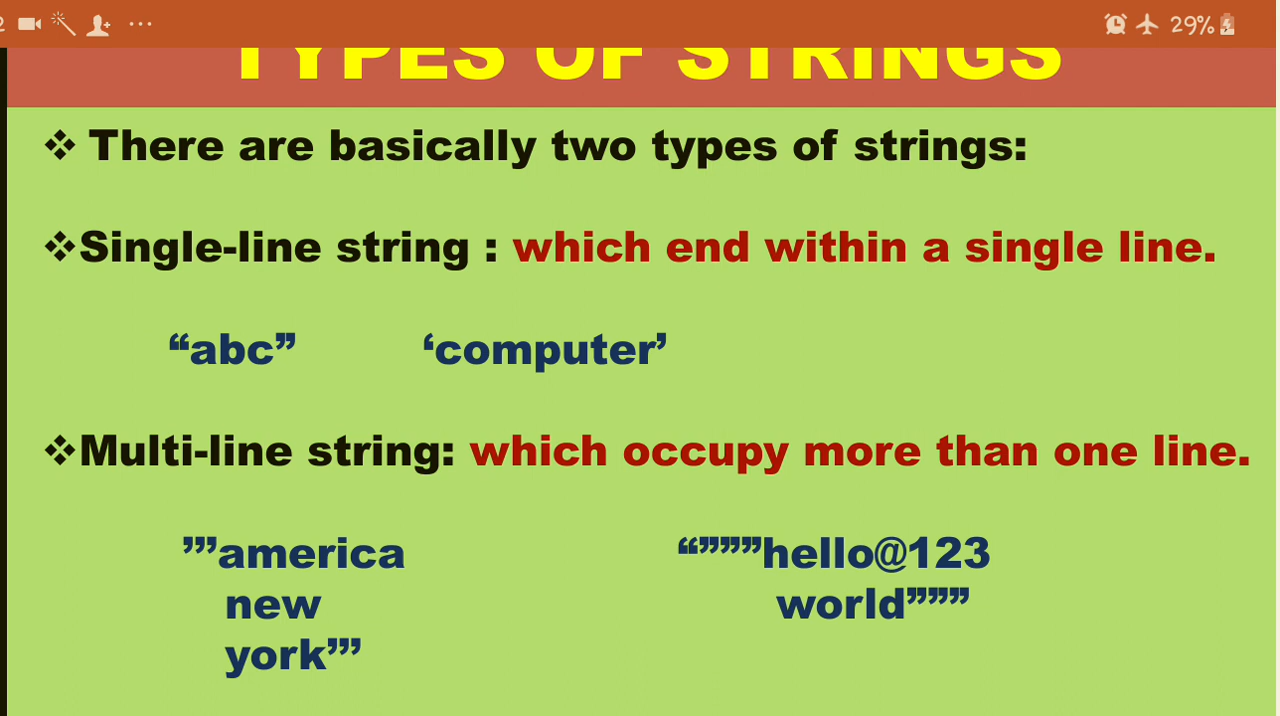 2 ... 29%
TYPES OF STRINGS
❖ There are basically two types of strings:
❖Single-line string : which end within a single line.
“abc” ‘computer’
❖Multi-line string: which occupy more than one line.
’’’america “””””hello@123
new world”””
york’’’